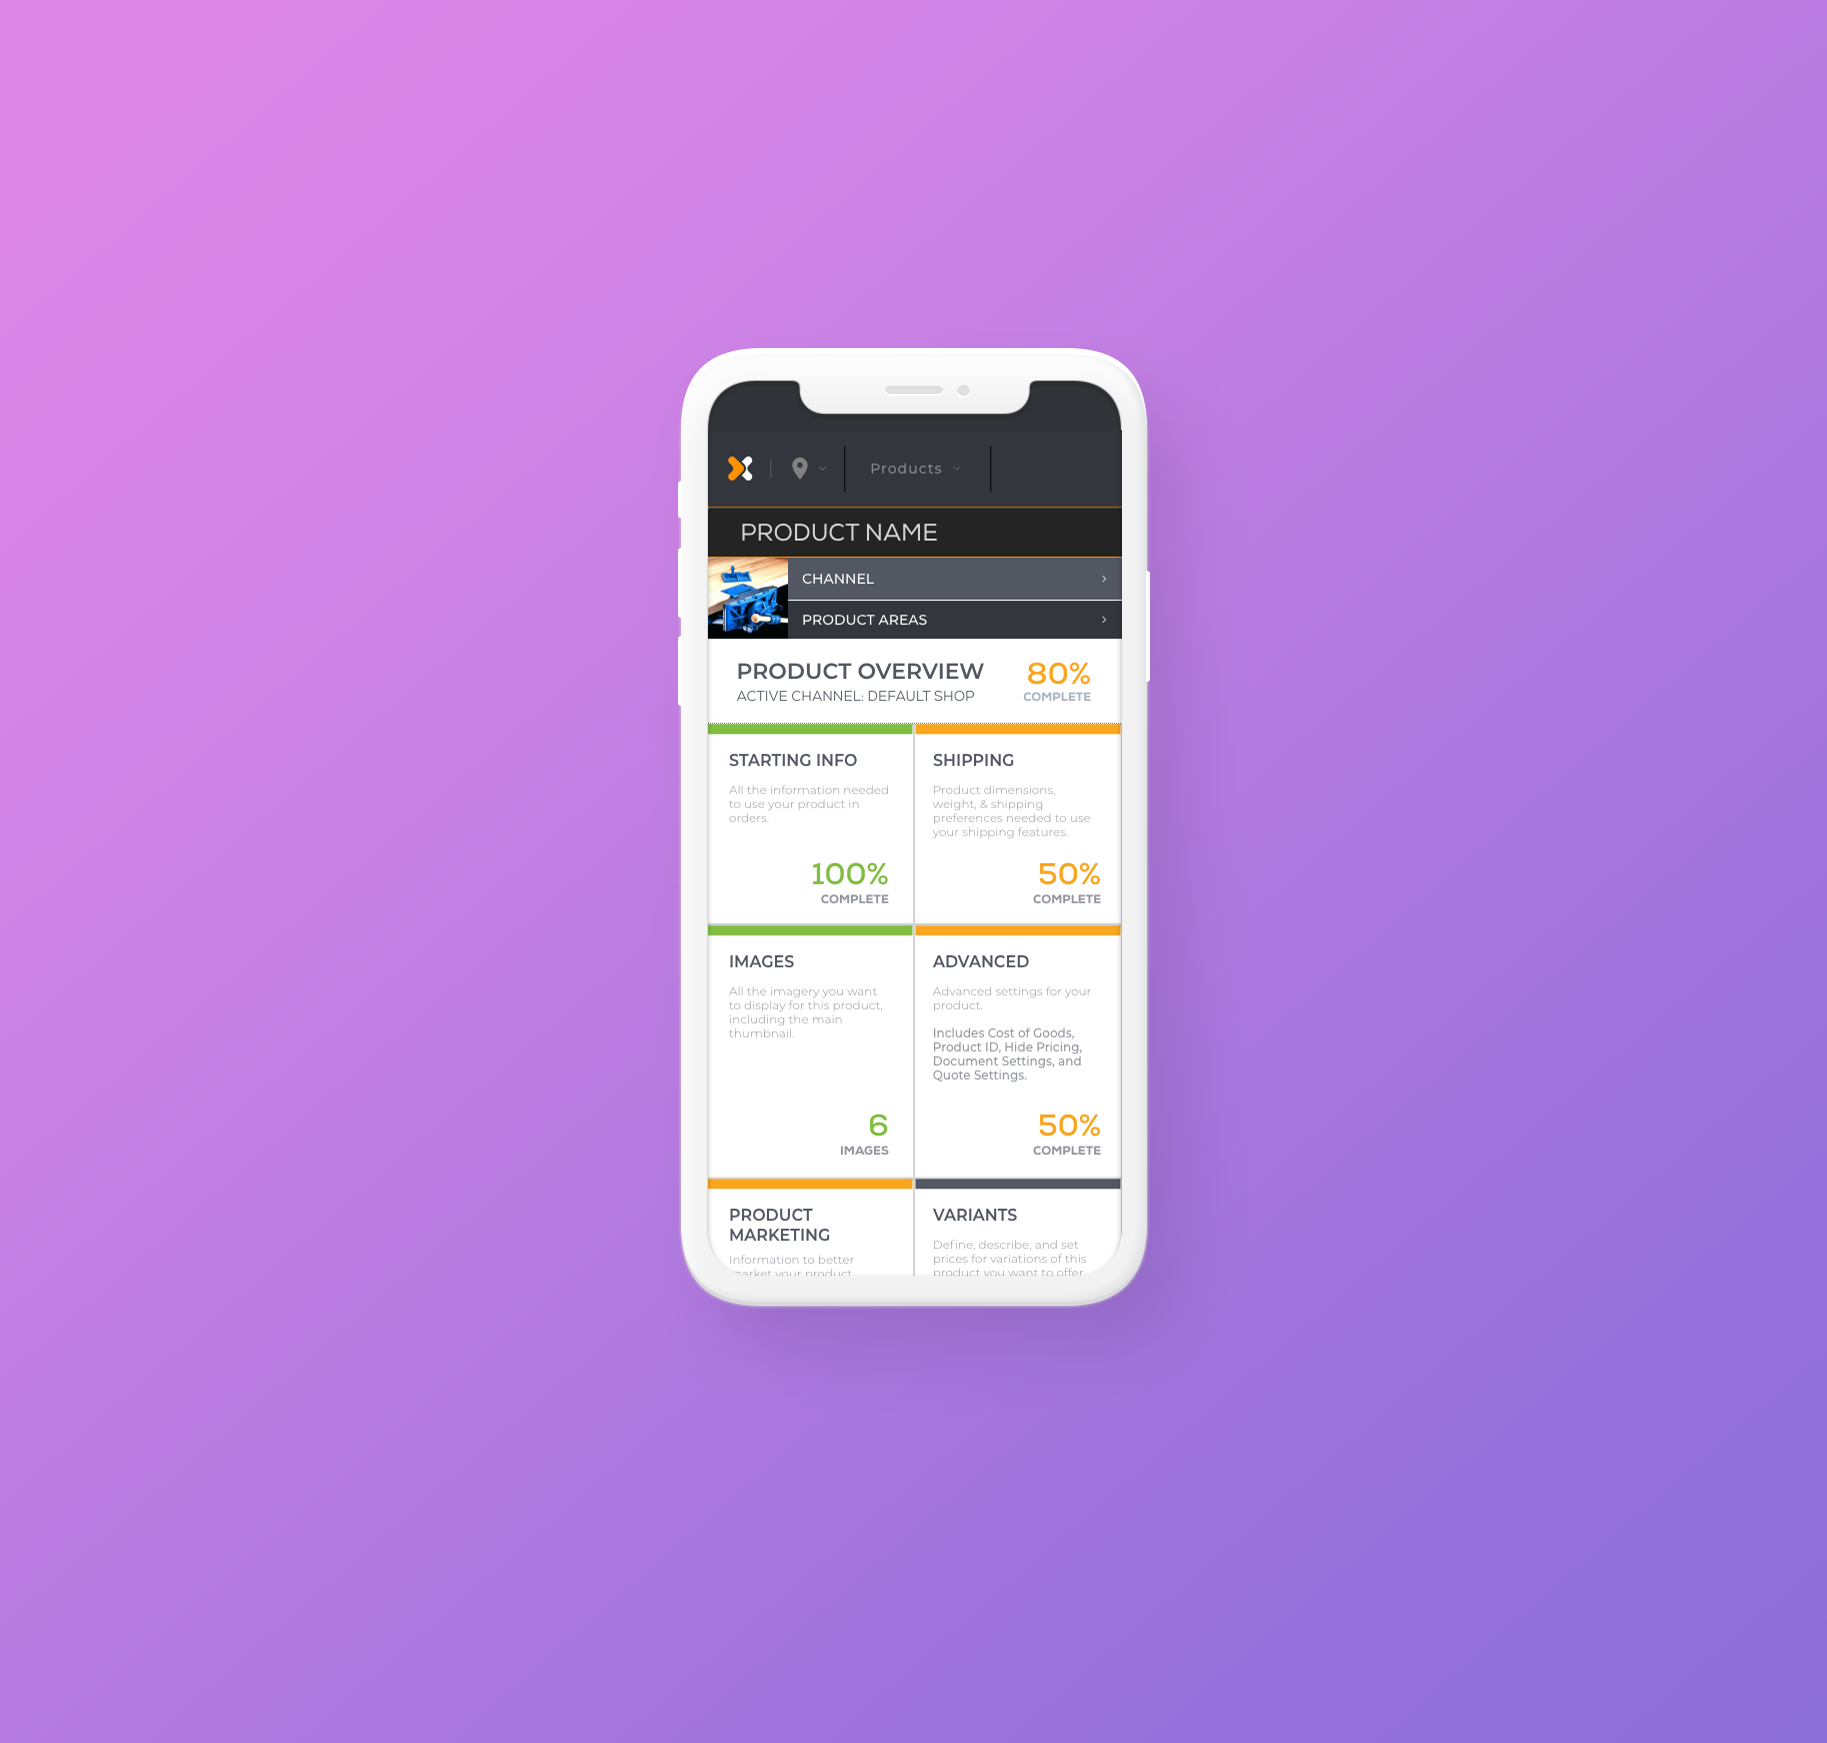 Products
PRODUCT NAME
CHANNEL
PRODUCT AREAS
PRODUCT OVERVIEW
80%
ACTIVE CHANNEL: DEFAULT SHOP
COMPLETE
STARTING INFO
All the information needed
to use your product in
orders.
100%
COMPLETE
SHIPPING
Product dimensions,
weight, & shipping
preferences needed to use
your shipping features.
50%
COMPLETE
IMAGES
All the imagery you want
to display for this product,
including the main
thumbnail.
6
IMAGES
ADVANCED
Advanced settings for your
product.
Includes Cost of Goods,
Product ID, Hide Pricing,
Document Settings, and
Quote Settings.
50%
COMPLETE
PRODUCT
MARKETING
Information to better
market your product
VARIANTS
Define, describe, and set
prices for variations of this
product you want to offer